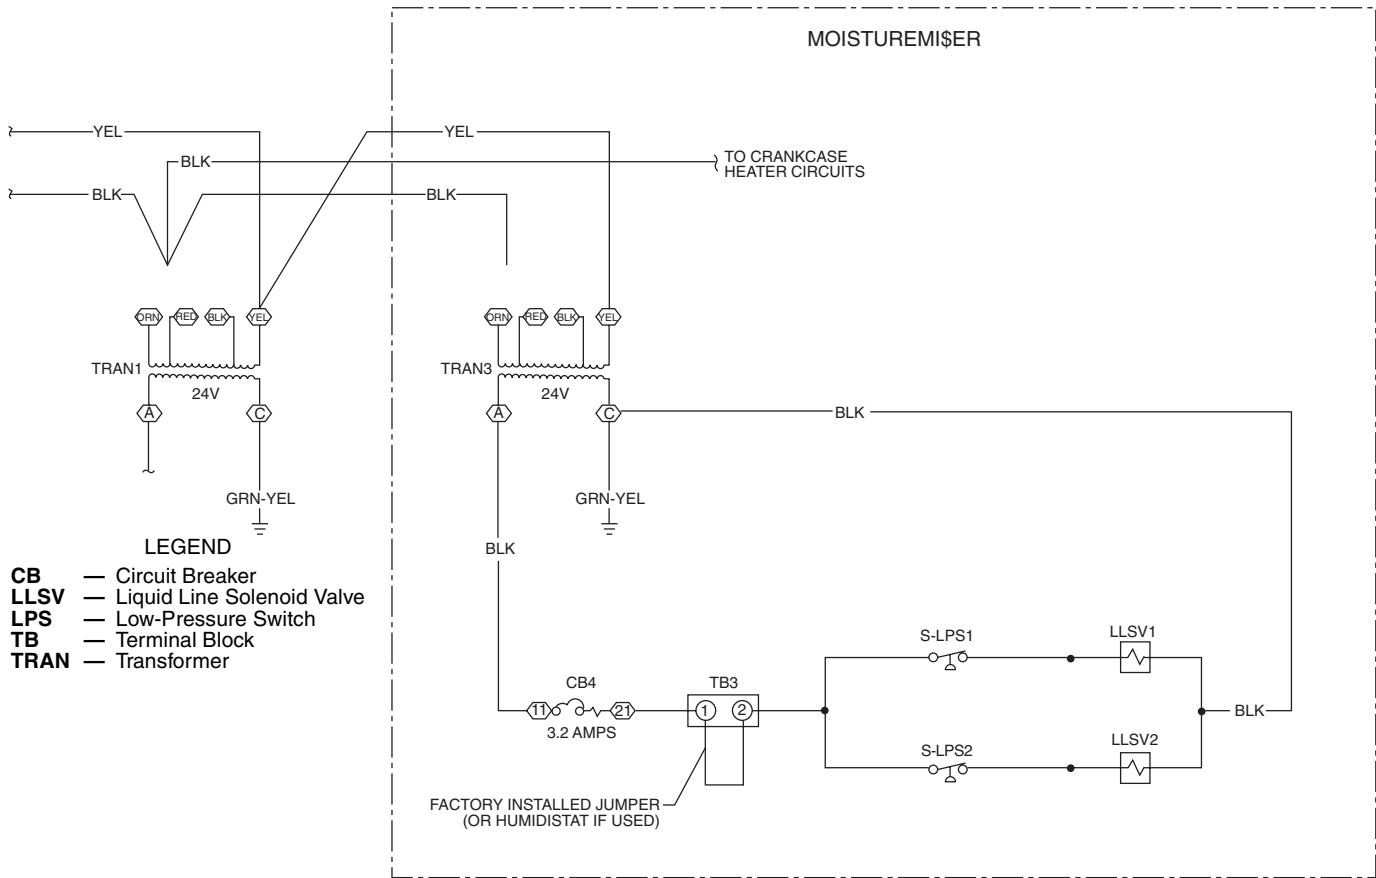 MOISTUREMI$ER
YEL
YEL
BLK
TO CRANKCASE
HEATER CIRCUITS
BLK
BLK
ORN
RED
BLK
YEL
ORN
RED
BLK
YEL
TRAN1
TRAN3
24V
24V
A
C
A
C
BLK
GRN-YEL
GRN-YEL
BLK
LEGEND
CB — Circuit Breaker
LLSV — Liquid Line Solenoid Valve
LPS — Low-Pressure Switch
TB — Terminal Block
TRAN — Transformer
S-LPS1
LLSV1
CB4
TB3
11
21
1
2
BLK
3.2 AMPS
S-LPS2
LLSV2
FACTORY INSTALLED JUMPER
(OR HUMIDISTAT IF USED)